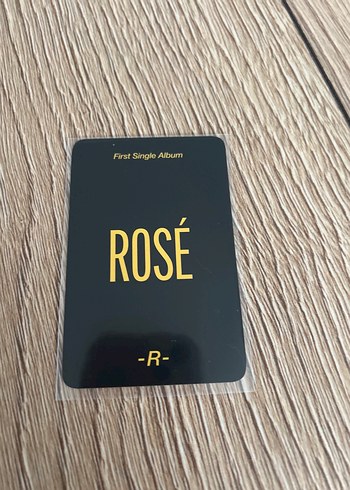 First Single Album
ROSÉ
-R-